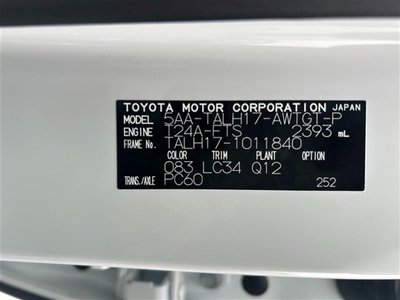 TOYOTA MOTOR CORPORATION JAPAN
MODEL 5AA-TALH17-AWTGT-P
ENGINE T24A-FTS 2393 mL
FRAME No. TALH17-1011840
COLOR TRIM PLANT OPTION
083 LC34 Q12
TRANS./AXLE PC60 252